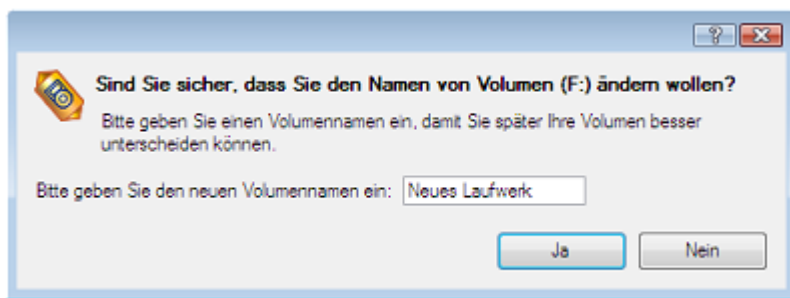 Sind Sie sicher, dass Sie den Namen von Volumen (F:) ändern wollen?
Bitte geben Sie einen Volumennamen ein, damit Sie später Ihre Volumen besser
unterscheiden können.
Bitte geben Sie den neuen Volumennamen ein: Neues Laufwerk
Ja Nein